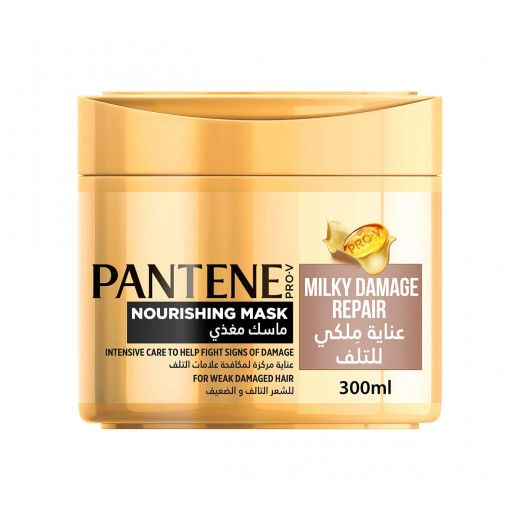 PANTENE
PRO-V
NOURISHING MASK
ماسك مغذي
INTENSIVE CARE TO HELP FIGHT SIGNS OF DAMAGE
عناية مركزة لمكافحة علامات التلف
FOR WEAK DAMAGED HAIR
للشعر التالف و الضعيف
PRO-V
MILKY DAMAGE
REPAIR
عناية مِلكي
للتلف
300ml